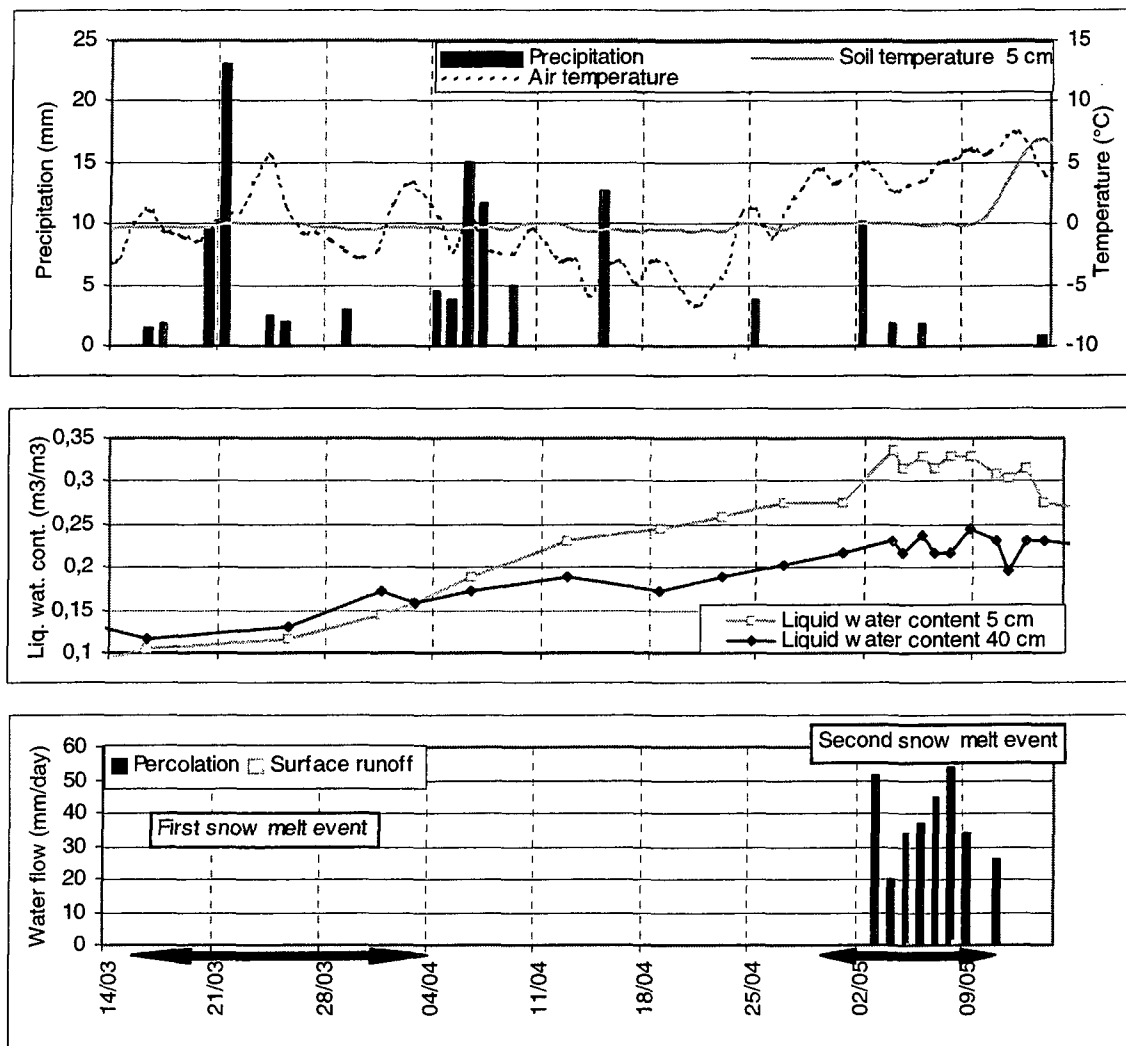 25
20
15
10
5
0
Precipitation (mm)
Precipitation
Soil temperature 5 cm
Air temperature
15
10
5
0
-5
-10
Temperature (°C)
0,35
0,3
0,25
0,2
0,15
0,1
Liq. wat. cont. (m3/m3)
Liquid water content 5 cm
Liquid water content 40 cm
60
50
40
30
20
10
0
Water flow (mm/day)
Percolation Surface runoff
First snow melt event
Second snow melt event
14/03
21/03
28/03
04/04
11/04
18/04
25/04
02/05
09/05